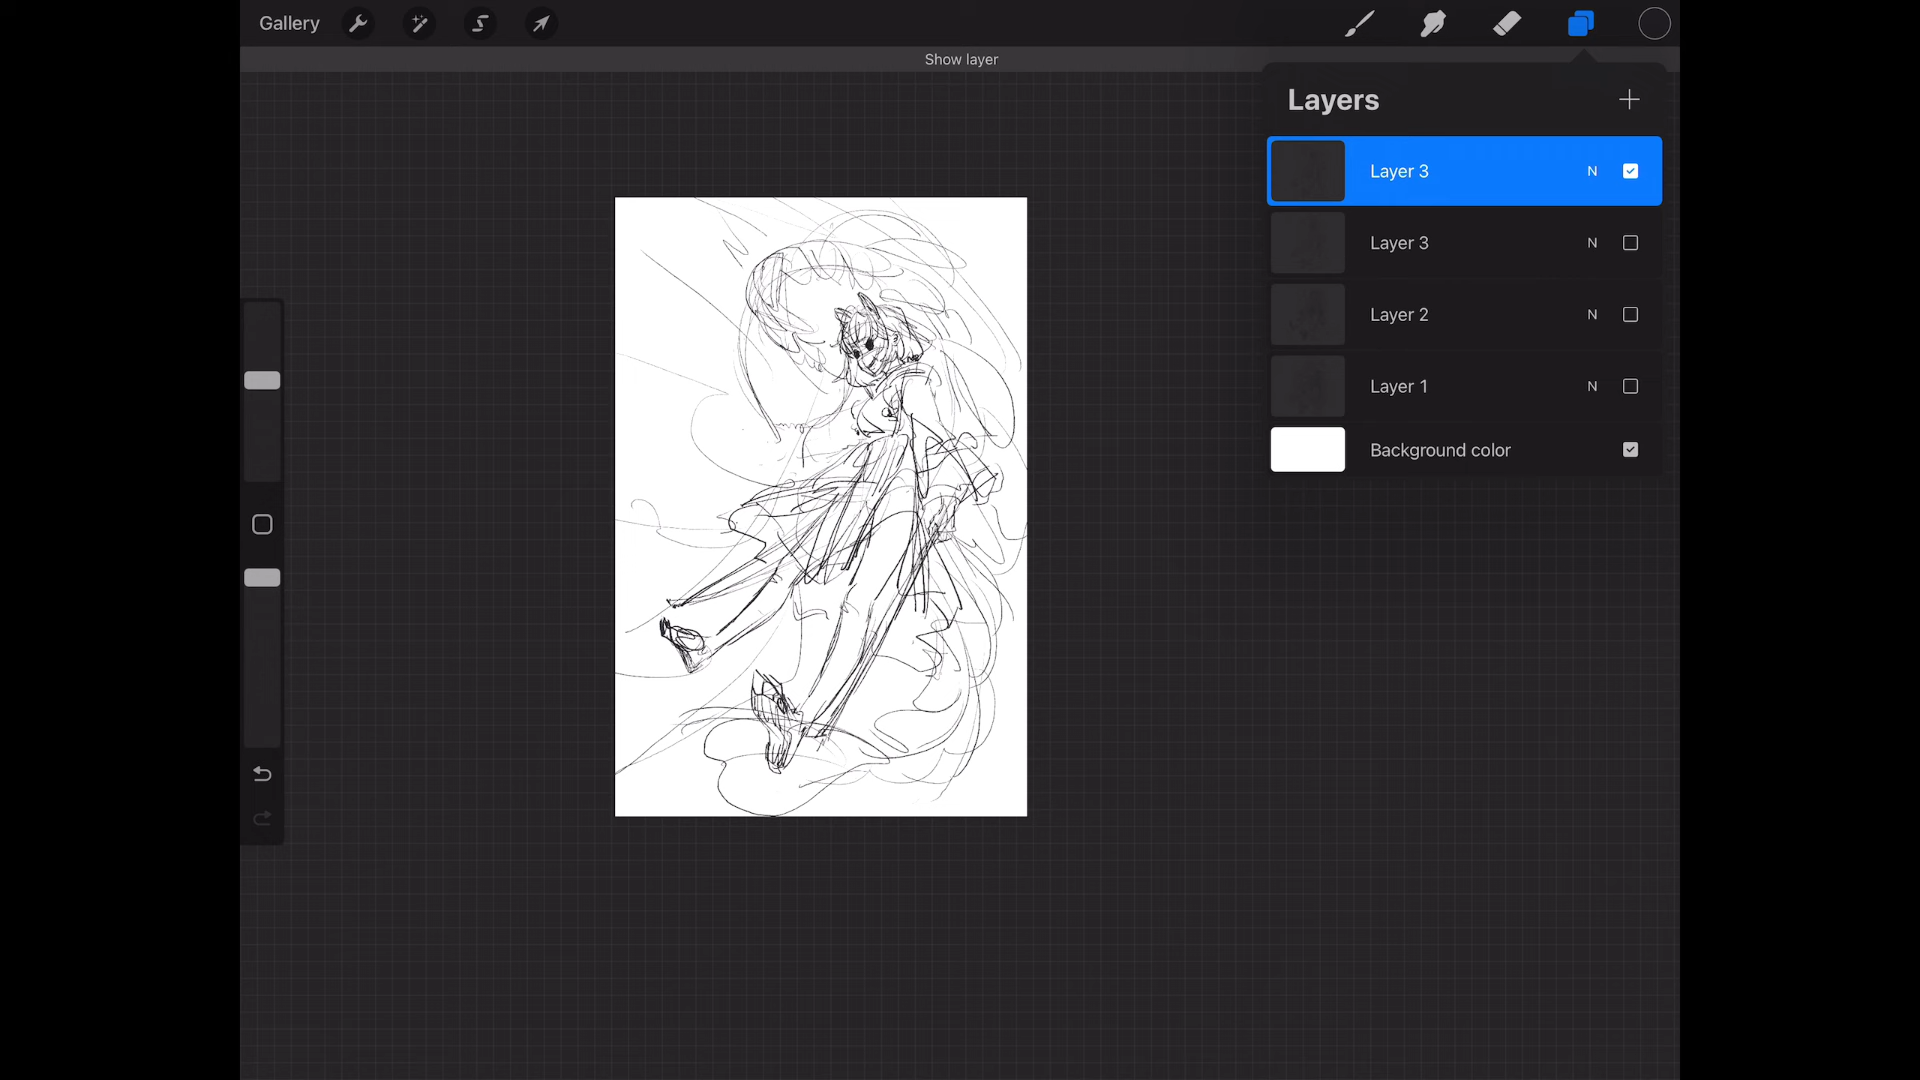 Gallery
Show layer
Layers
Layer 3 N
Layer 3 N
Layer 2 N
Layer 1 N
Background color